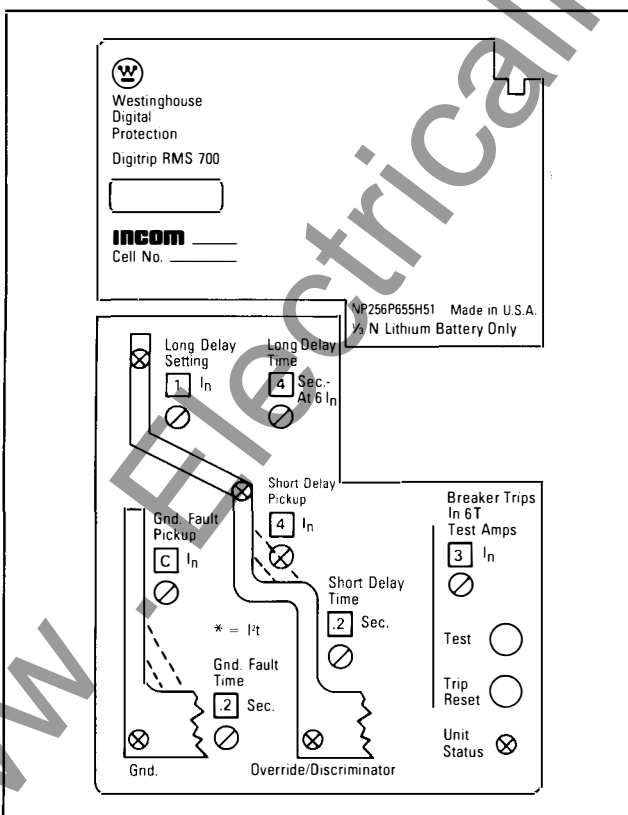 W
Westinghouse
Digital
Protection
Digitrip RMS 700
INCOM
Cell No.
NP256P655H51 Made in U.S.A.
⅓ N Lithium Battery Only
Long Delay
Setting
1 In
Long Delay
Time
4 Sec.-
At 6 In
Short Delay
Pickup
4 In
Gnd. Fault
Pickup
C In
Short Delay
Time
.2 Sec.
* = I²t
Gnd. Fault
Time
.2 Sec.
Gnd.
Override/Discriminator
Breaker Trips
In 6T
Test Amps
3 In
Test
Trip
Reset
Unit
Status
w . Electrical